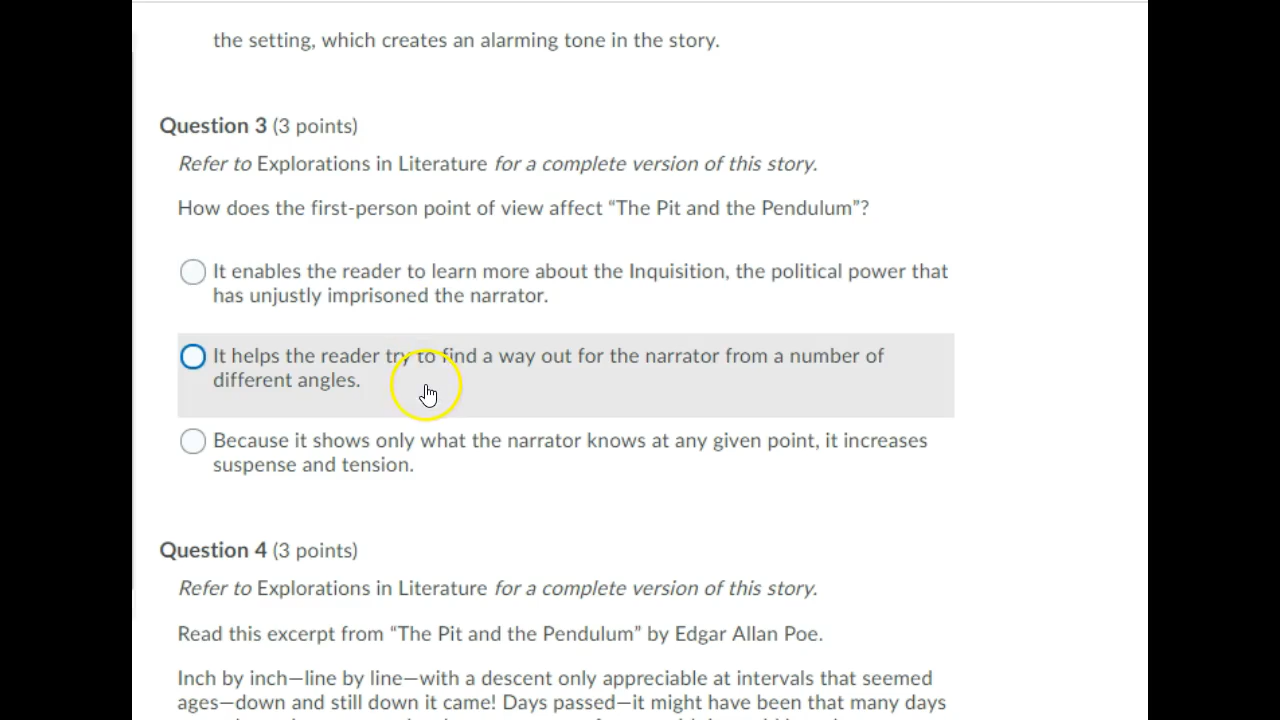 the setting, which creates an alarming tone in the story.
Question 3 (3 points)
Refer to Explorations in Literature for a complete version of this story.
How does the first-person point of view affect “The Pit and the Pendulum”?
It enables the reader to learn more about the Inquisition, the political power that
has unjustly imprisoned the narrator.
It helps the reader try to find a way out for the narrator from a number of
different angles.
Because it shows only what the narrator knows at any given point, it increases
suspense and tension.
Question 4 (3 points)
Refer to Explorations in Literature for a complete version of this story.
Read this excerpt from “The Pit and the Pendulum” by Edgar Allan Poe.
Inch by inch—line by line—with a descent only appreciable at intervals that seemed
ages—down and still down it came! Days passed—it might have been that many days